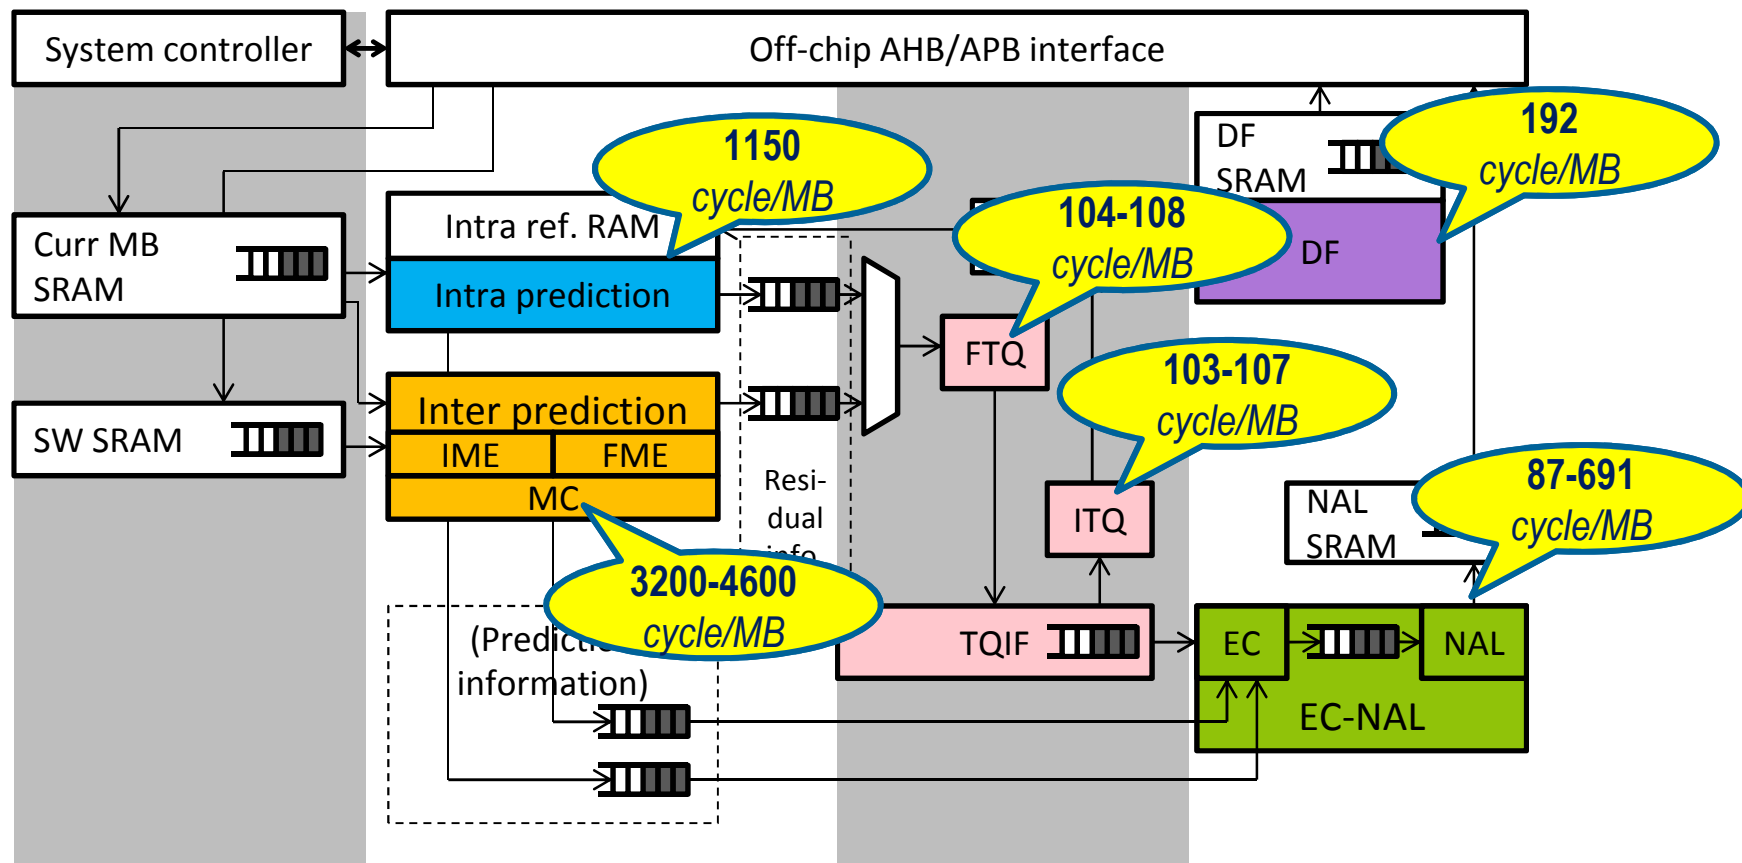 System controller
Off-chip AHB/APB interface
1150
cycle/MB
192
cycle/MB
DF
SRAM
104-108
cycle/MB
Intra ref. RAM
Curr MB
SRAM
Intra prediction
DF
FTQ
103-107
cycle/MB
Inter prediction
SW SRAM
IME
FME
MC
Resi-
dual
info.
ITQ
NAL
SRAM
87-691
cycle/MB
3200-4600
cycle/MB
(Prediction
information)
TQIF
EC
NAL
EC-NAL